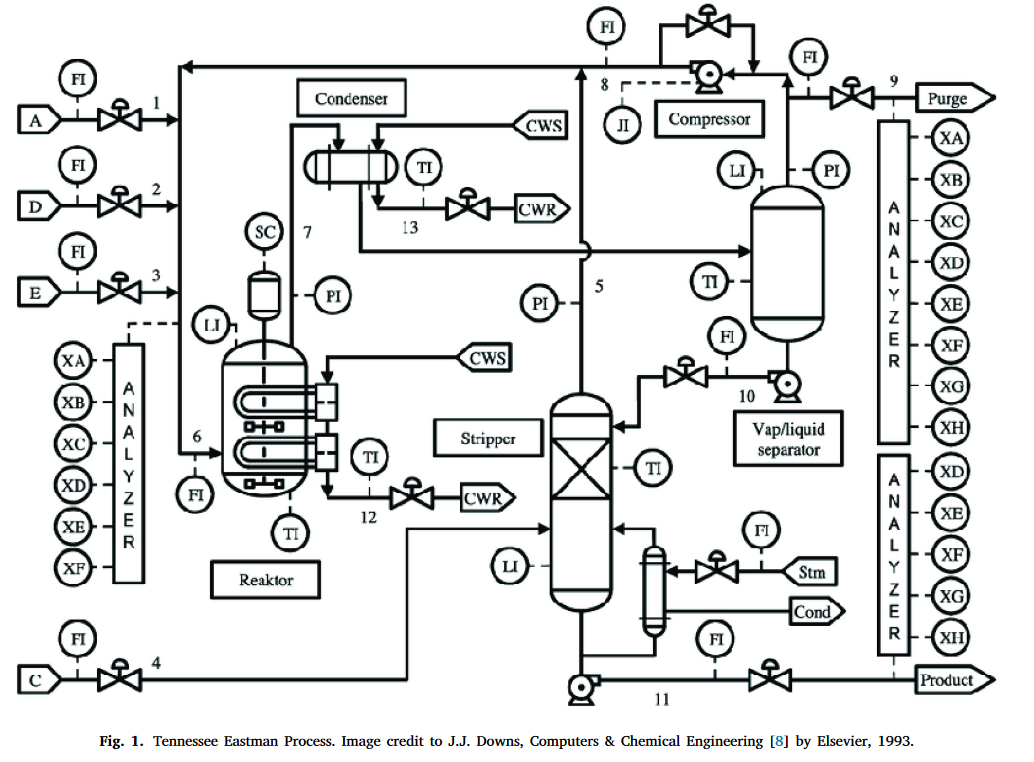 FI
8
FI
9
Purge
FI
A
1
Condenser
CWS
JI
Compressor
XA
FI
D
2
TI
13
CWR
LI
PI
XB
XC
FI
E
3
SC
7
PI
PI
5
TI
XD
XE
LI
CWS
FI
10
XF
XG
XH
ANALYZER
XA
XB
XC
XD
XE
XF
ANALYZER
6
FI
TI
12
CWR
TI
Reaktor
Stripper
TI
Vap/liquid
separator
LI
FI
Stm
Cond
XD
XE
XF
XG
XH
ANALYZER
FI
C
4
FI
11
Product
Fig. 1. Tennessee Eastman Process. Image credit to J.J. Downs, Computers & Chemical Engineering [8] by Elsevier, 1993.